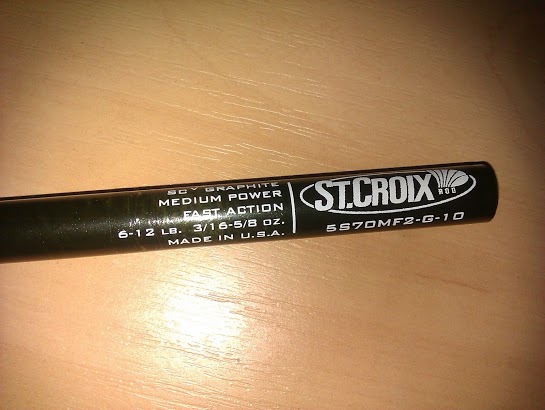 SCV GRAPHITE
MEDIUM POWER
FAST ACTION
6-12 LB. 3/16-5/8 OZ.
MADE IN U.S.A.
ST.CROIX
ROD
5S70MF2-G-10